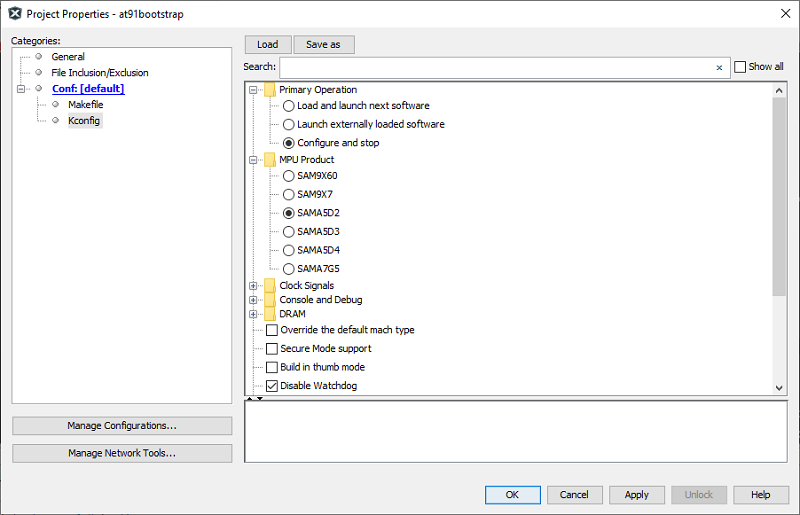 Project Properties - at91bootstrap
Categories:
General
File Inclusion/Exclusion
Conf: [default]
Makefile
Kconfig
Manage Configurations...
Manage Network Tools...
Load
Save as
Search:
Show all
Primary Operation
Load and launch next software
Launch externally loaded software
Configure and stop
MPU Product
SAM9X60
SAM9X7
SAMA5D2
SAMA5D3
SAMA5D4
SAMA7G5
Clock Signals
Console and Debug
DRAM
Override the default mach type
Secure Mode support
Build in thumb mode
Disable Watchdog
OK
Cancel
Apply
Unlock
Help